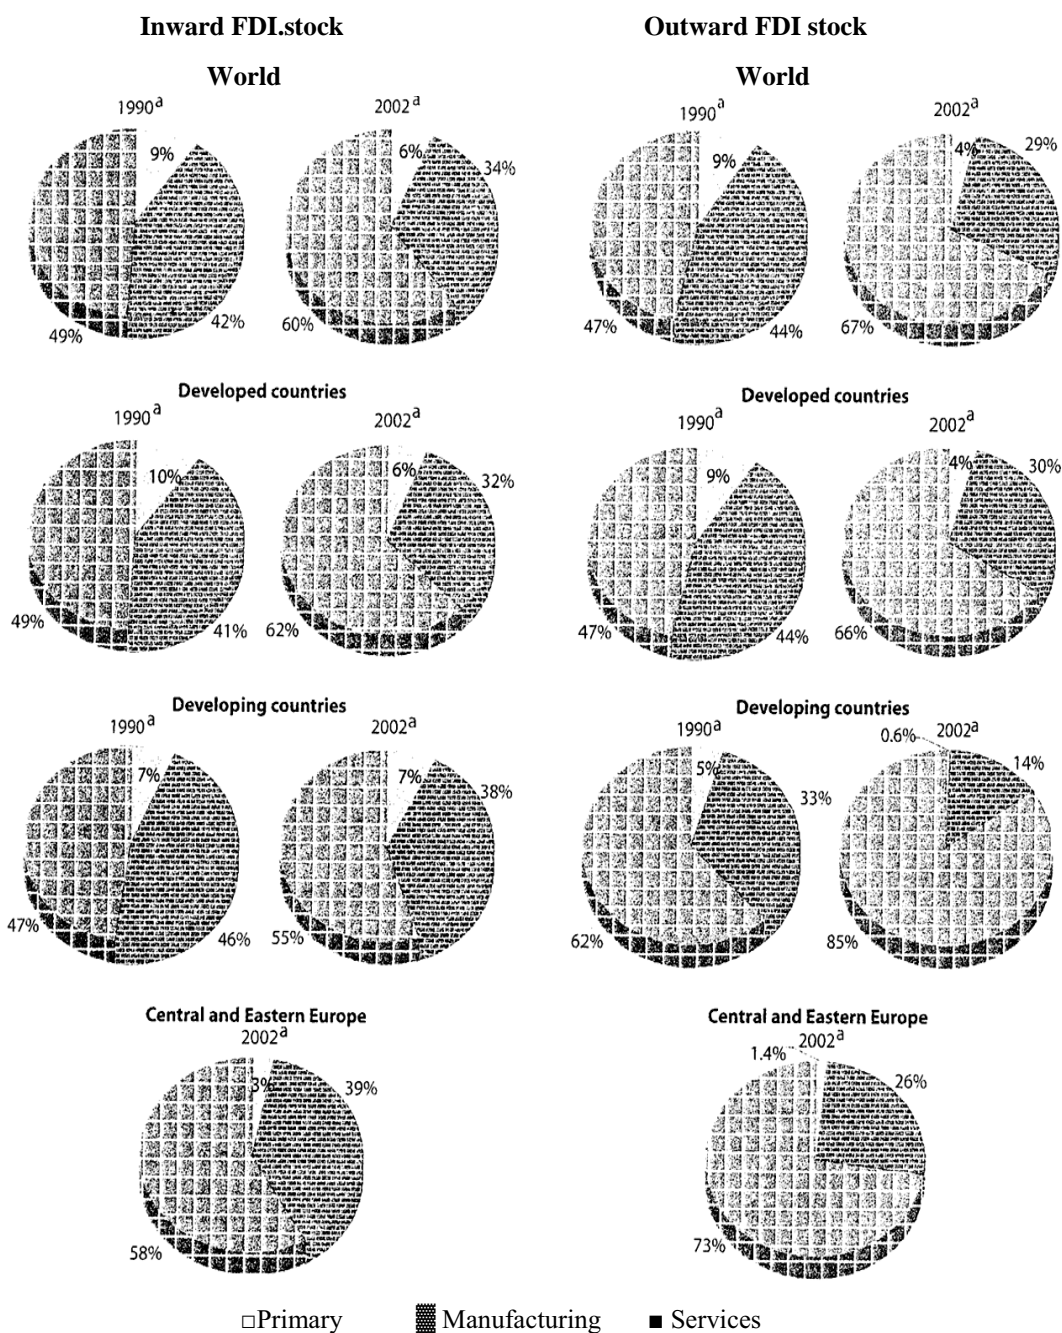 Inward FDI.stock
Outward FDI stock
World
World
1990a
2002a
1990a
2002a
9%
6%
34%
9%
4%
29%
49%
42%
60%
47%
44%
67%
Developed countries
Developed countries
1990a
2002a
1990a
2002a
10%
6%
32%
9%
4%
30%
49%
41%
62%
47%
44%
66%
Developing countries
Developing countries
1990a
2002a
1990a
0.6%
2002a
7%
7%
38%
5%
33%
14%
47%
46%
55%
62%
85%
Central and Eastern Europe
Central and Eastern Europe
2002a
1.4%
2002a
3%
39%
26%
58%
73%
Primary
Manufacturing
Services